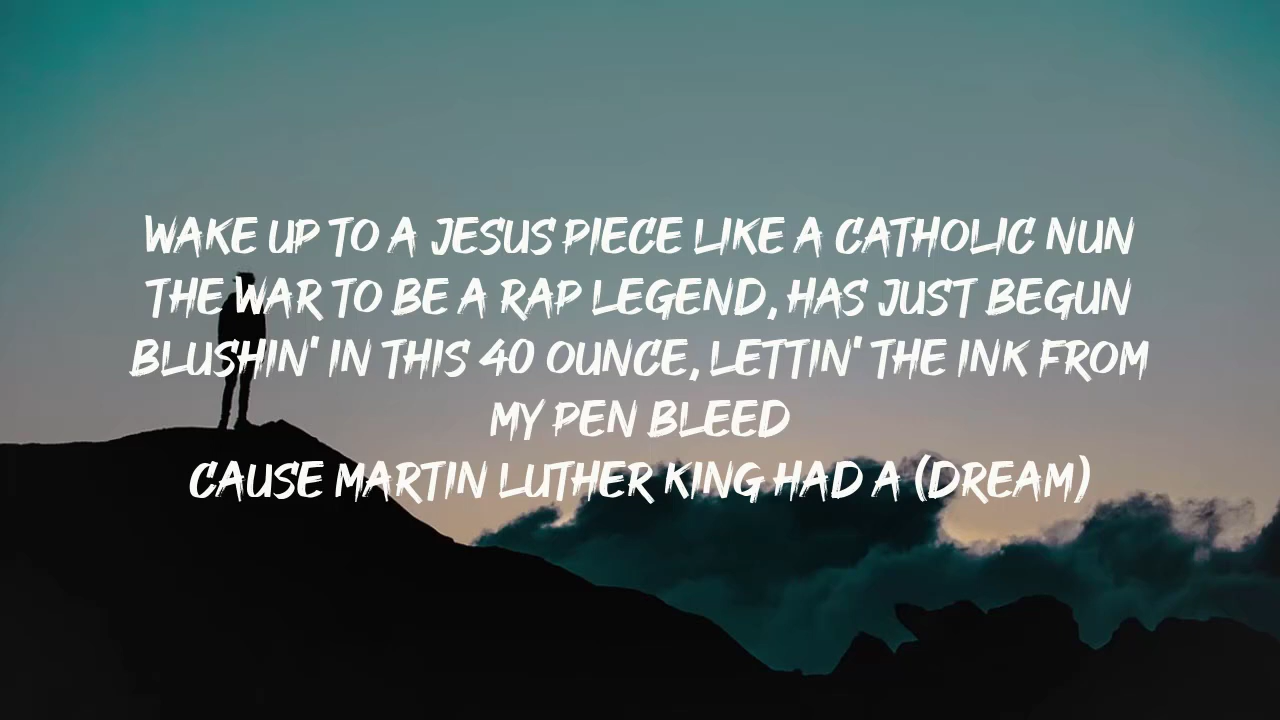 WAKE UP TO A JESUS PIECE LIKE A CATHOLIC NUN
THE WAR TO BE A RAP LEGEND, HAS JUST BEGUN
BLUSHIN' IN THIS 40 OUNCE, LETTIN' THE INK FROM
MY PEN BLEED
CAUSE MARTIN LUTHER KING HAD A (DREAM)